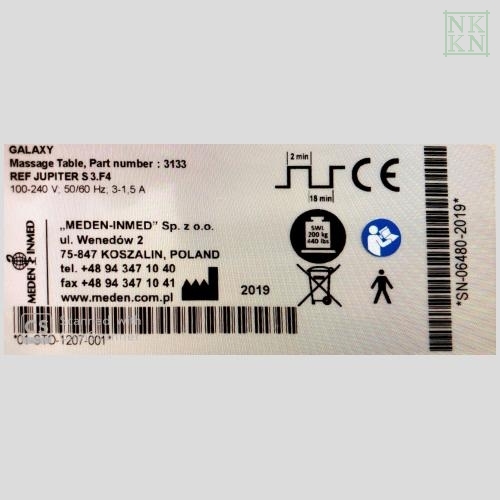 NK
KN
GALAXY
Massage Table, Part number : 3133
REF JUPITER S 3.F4
100-240 V; 50/60 Hz; 3-1,5 A
2 min
18 min
CE
MEDEN INMED
„MEDEN-INMED” Sp. z o.o.
ul. Wenedów 2
75-847 KOSZALIN, POLAND
tel. +48 94 347 10 40
fax +48 94 347 10 41
www.meden.com.pl
2019
SWL
200 kg
440 lbs
*SN-06480-2019*
CS
Scanned with
*01-STO-1207-001*